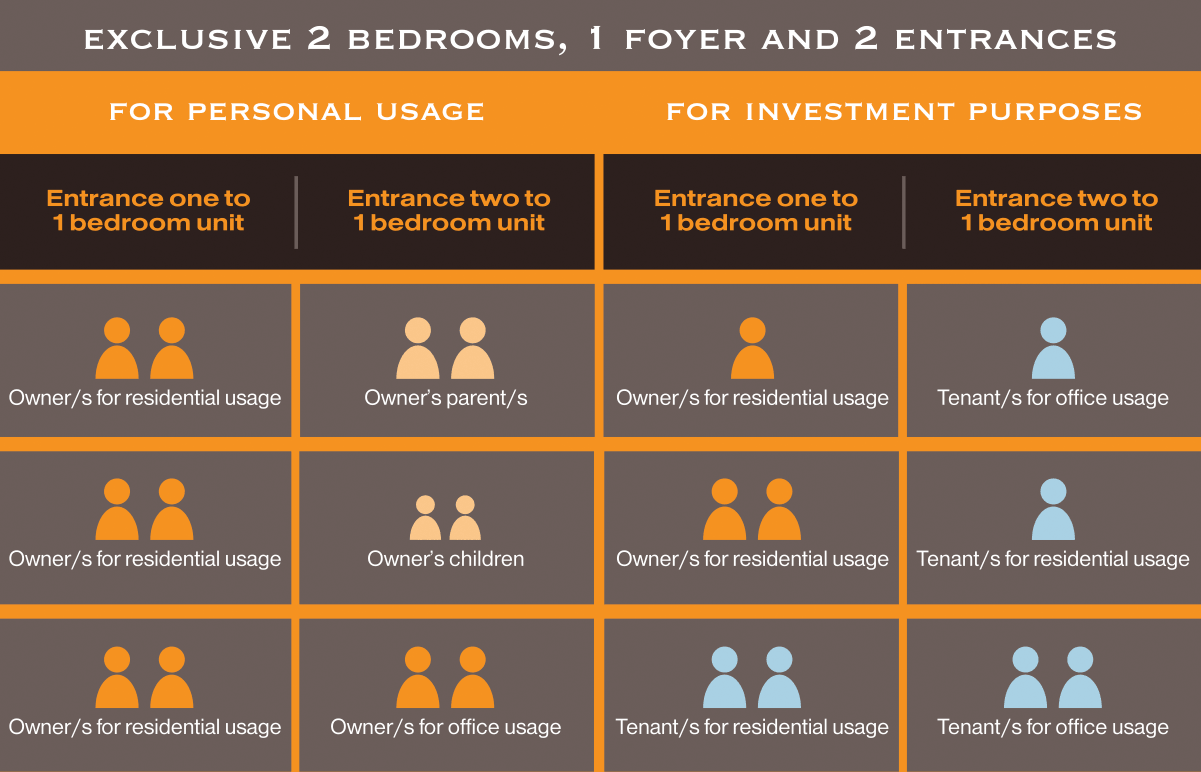 EXCLUSIVE 2 BEDROOMS, 1 FOYER AND 2 ENTRANCES
FOR PERSONAL USAGE
FOR INVESTMENT PURPOSES
Entrance one to
1 bedroom unit
Entrance two to
1 bedroom unit
Entrance one to
1 bedroom unit
Entrance two to
1 bedroom unit
Owner/s for residential usage
Owner's parent/s
Owner/s for residential usage
Tenant/s for office usage
Owner/s for residential usage
Owner's children
Owner/s for residential usage
Tenant/s for residential usage
Owner/s for residential usage
Owner/s for office usage
Tenant/s for residential usage
Tenant/s for office usage